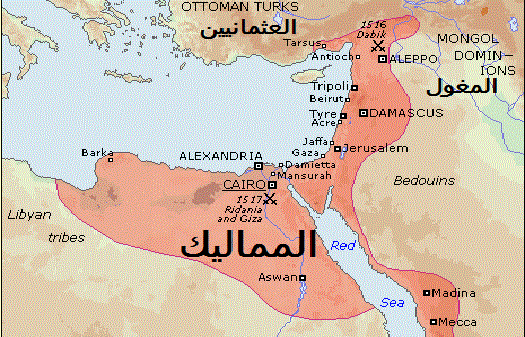 OTTOMAN TURKS
العثمانيين
1516
Dabik
Tarsus
MONGOL
DOMIN-
IONS
Antioch
ALEPPO
المغول
Tripoli
Beirut
Tyre
Acre
DAMASCUS
Jaffa
Jerusalem
Barka
ALEXANDRIA
Gaza
Damietta
Mansurah
CAIRO
Bedouins
1517
Ridania
and Giza
Libyan
tribes
المماليك
Red
Sea
Aswan
Madina
Mecca